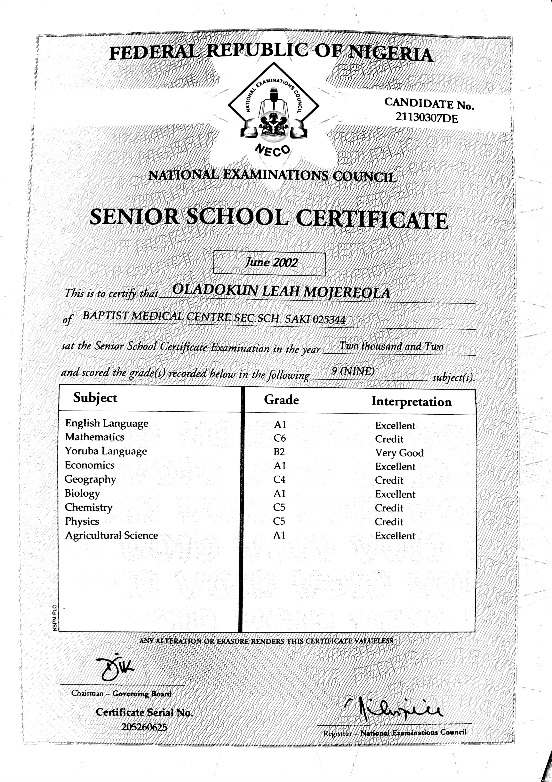 FEDERAL REPUBLIC OF NIGERIA
NATIONAL EXAMINATIONS COUNCIL
NECO
CANDIDATE No.
21130307DE
NATIONAL EXAMINATIONS COUNCIL
SENIOR SCHOOL CERTIFICATE
June 2002
This is to certify that OLADOKUN LEAH MOJEREOLA
of BAPTIST MEDICAL CENTRE SEC.SCH. SAKI 025344
sat the Senior School Certificate Examination in the year Two thousand and Two
and scored the grade(s) recorded below in the following 9 (NINE) subject(s).
Subject Grade Interpretation
English Language A1 Excellent
Mathematics C6 Credit
Yoruba Language B2 Very Good
Economics A1 Excellent
Geography C4 Credit
Biology A1 Excellent
Chemistry C5 Credit
Physics C5 Credit
Agricultural Science A1 Excellent
ANY ALTERATION OR ERASURE RENDERS THIS CERTIFICATE VALUELESS
Chairman – Governing Board
Certificate Serial No.
205260625
Registrar – National Examinations Council